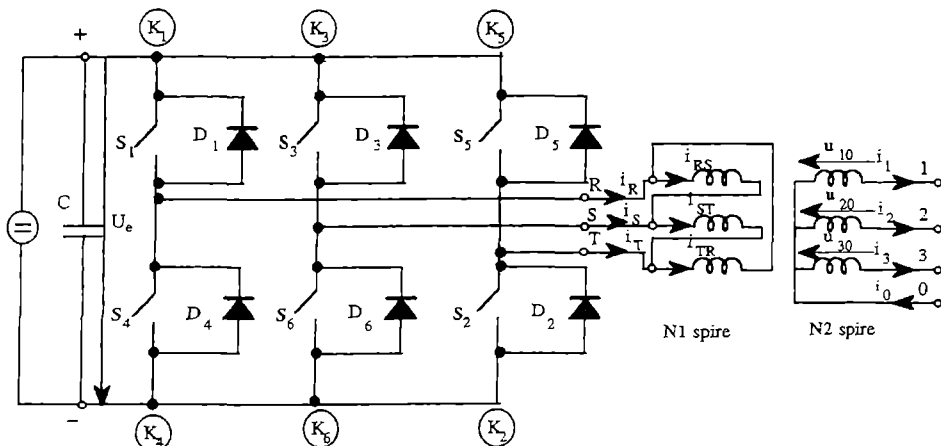 K1 K3 K5
+
S1 D1 S3 D3 S5 D5
C Ue
R iR iRS
S iS iST
T iT iTR
u10 i1 1
u20 i2 2
u30 i3 3
i0 0
S4 D4 S6 D6 S2 D2
N1 spire N2 spire
−
K4 K6 K2